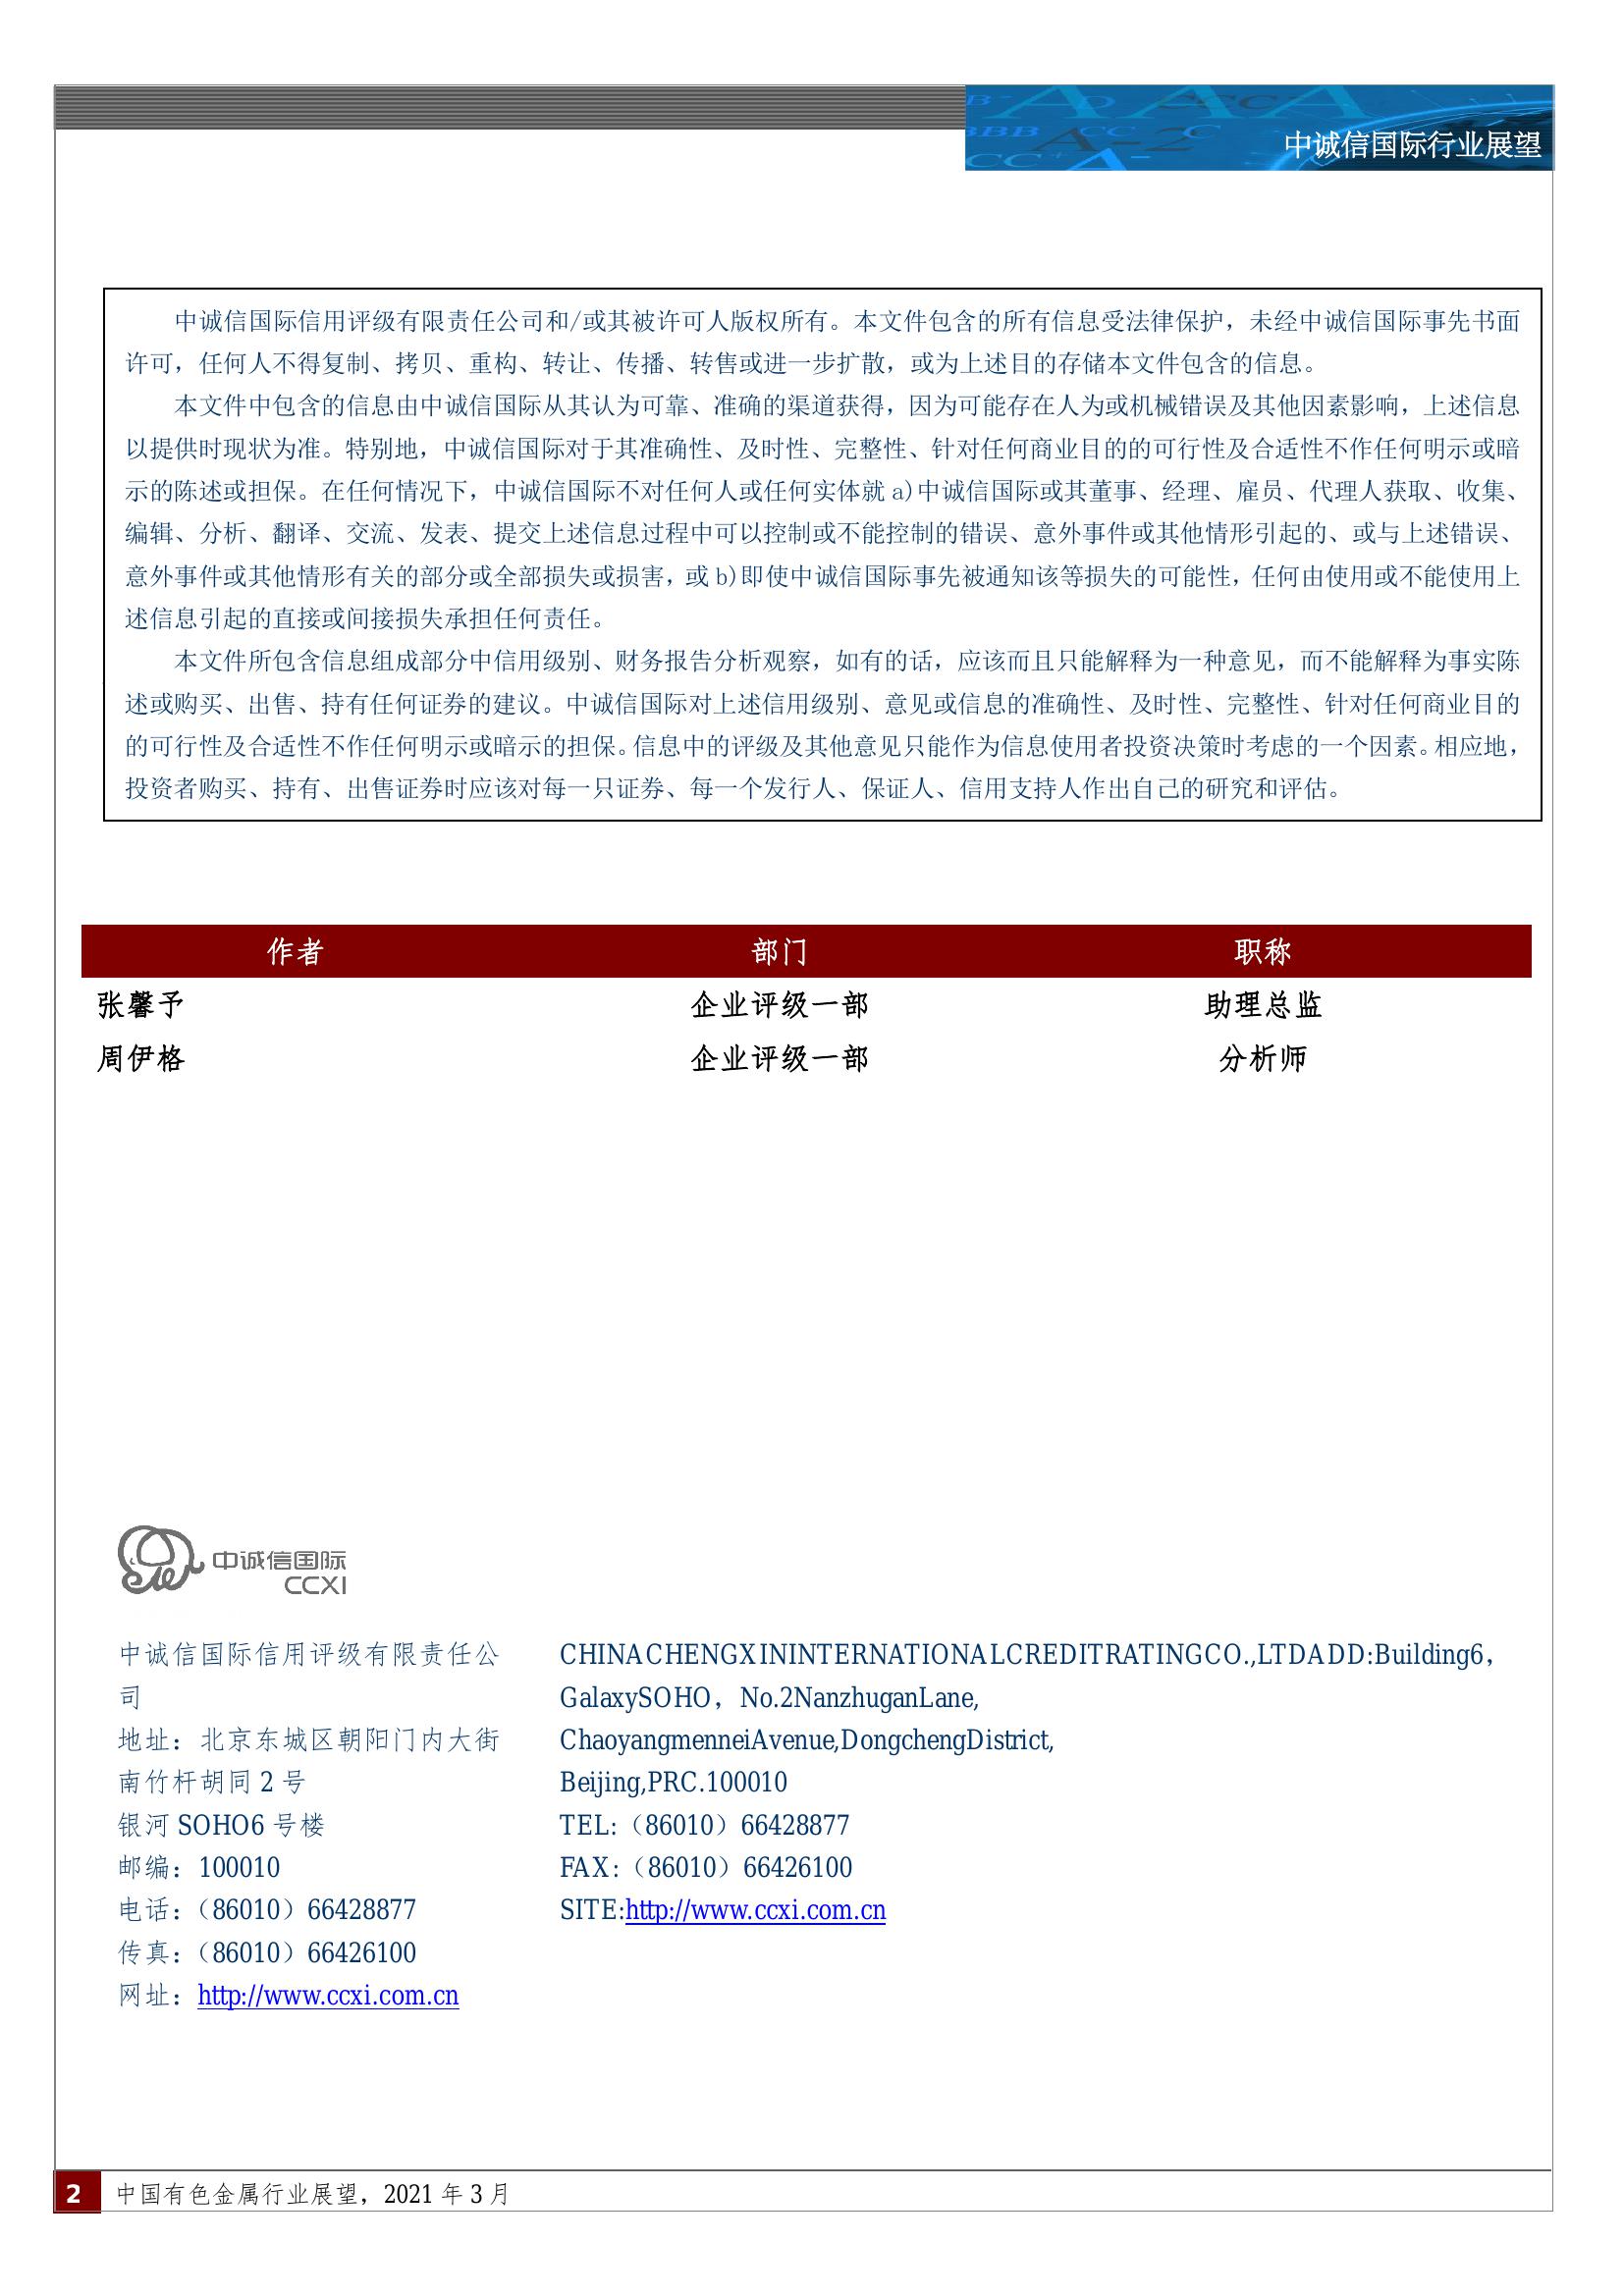 中诚信国际行业展望
中诚信国际信用评级有限责任公司和/或其被许可人版权所有。本文件包含的所有信息受法律保护，未经中诚信国际事先书面
许可，任何人不得复制、拷贝、重构、转让、传播、转售或进一步扩散，或为上述目的存储本文件包含的信息。
本文件中包含的信息由中诚信国际从其认为可靠、准确的渠道获得，因为可能存在人为或机械错误及其他因素影响，上述信息
以提供时现状为准。特别地，中诚信国际对于其准确性、及时性、完整性、针对任何商业目的的可行性及合适性不作任何明示或暗
示的陈述或担保。在任何情况下，中诚信国际不对任何人或任何实体就 a)中诚信国际或其董事、经理、雇员、代理人获取、收集、
编辑、分析、翻译、交流、发表、提交上述信息过程中可以控制或不能控制的错误、意外事件或其他情形引起的、或与上述错误、
意外事件或其他情形有关的部分或全部损失或损害，或 b)即使中诚信国际事先被通知该等损失的可能性，任何由使用或不能使用上
述信息引起的直接或间接损失承担任何责任。
本文件所包含信息组成部分中信用级别、财务报告分析观察，如有的话，应该而且只能解释为一种意见，而不能解释为事实陈
述或购买、出售、持有任何证券的建议。中诚信国际对上述信用级别、意见或信息的准确性、及时性、完整性、针对任何商业目的
的可行性及合适性不作任何明示或暗示的担保。信息中的评级及其他意见只能作为信息使用者投资决策时考虑的一个因素。相应地，
投资者购买、持有、出售证券时应该对每一只证券、每一个发行人、保证人、信用支持人作出自己的研究和评估。
作者 部门 职称
张馨予 企业评级一部 助理总监
周伊格 企业评级一部 分析师
中诚信国际
CCXI
中诚信国际信用评级有限责任公
司
地址：北京东城区朝阳门内大街
南竹杆胡同 2 号
银河 SOHO6 号楼
邮编：100010
电话：（86010）66428877
传真：（86010）66426100
网址：http://www.ccxi.com.cn
CHINACHENGXININTERNATIONALCREDITRATINGCO.,LTDADD:Building6，
GalaxySOHO，No.2NanzhuganLane,
ChaoyangmenneiAvenue,DongchengDistrict,
Beijing,PRC.100010
TEL:（86010）66428877
FAX:（86010）66426100
SITE:http://www.ccxi.com.cn
2 中国有色金属行业展望，2021 年 3 月